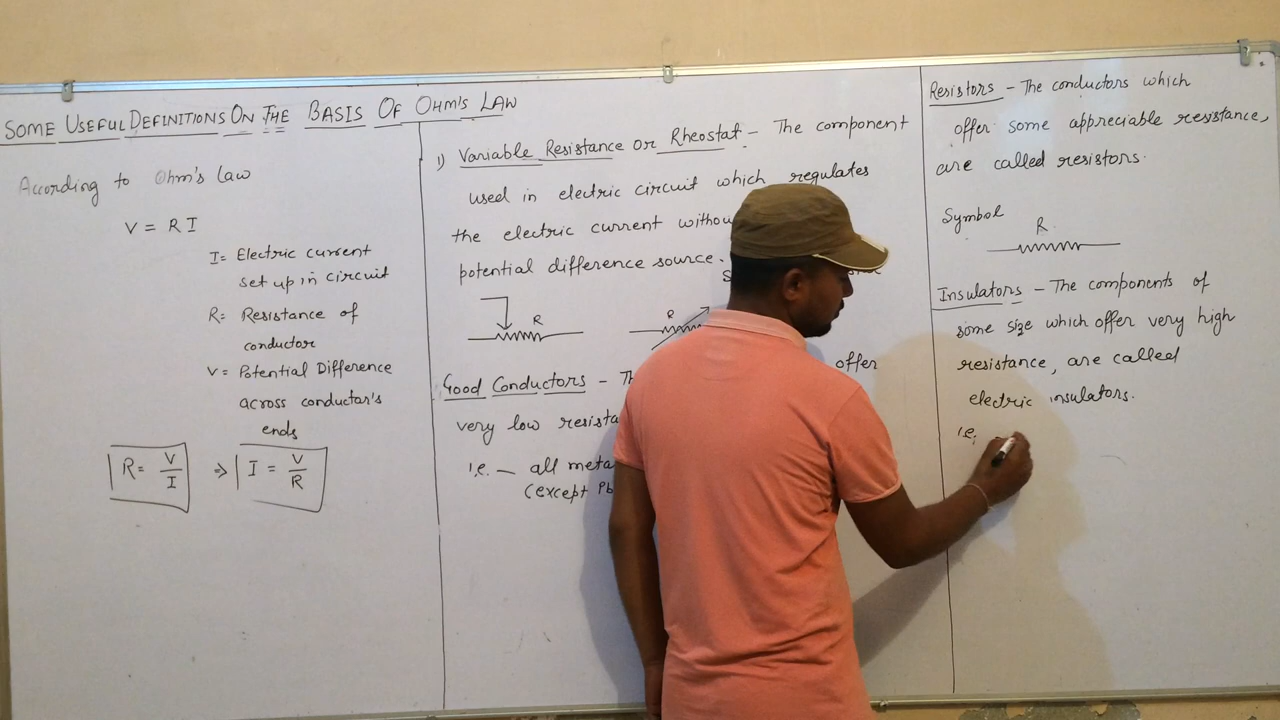 SOME USEFUL DEFINITIONS ON THE BASIS OF OHM'S LAW
According to Ohm's Law
V = R I
I = Electric current
set up in circuit
R = Resistance of
conductor
V = Potential Difference
across conductor's
ends
R = V/I ⇒ I = V/R
1) Variable Resistance Or Rheostat - The component
used in electric circuit which regulates
the electric current
potential difference source.
R R
Good Conductors - offer
very low
i.e. - all
(except Pb
Resistors - The conductors which
offer some appreciable resistance,
are called resistors.
Symbol
R
Insulators - The components of
some size which offer very high
resistance, are called
electric insulators.
i.e.